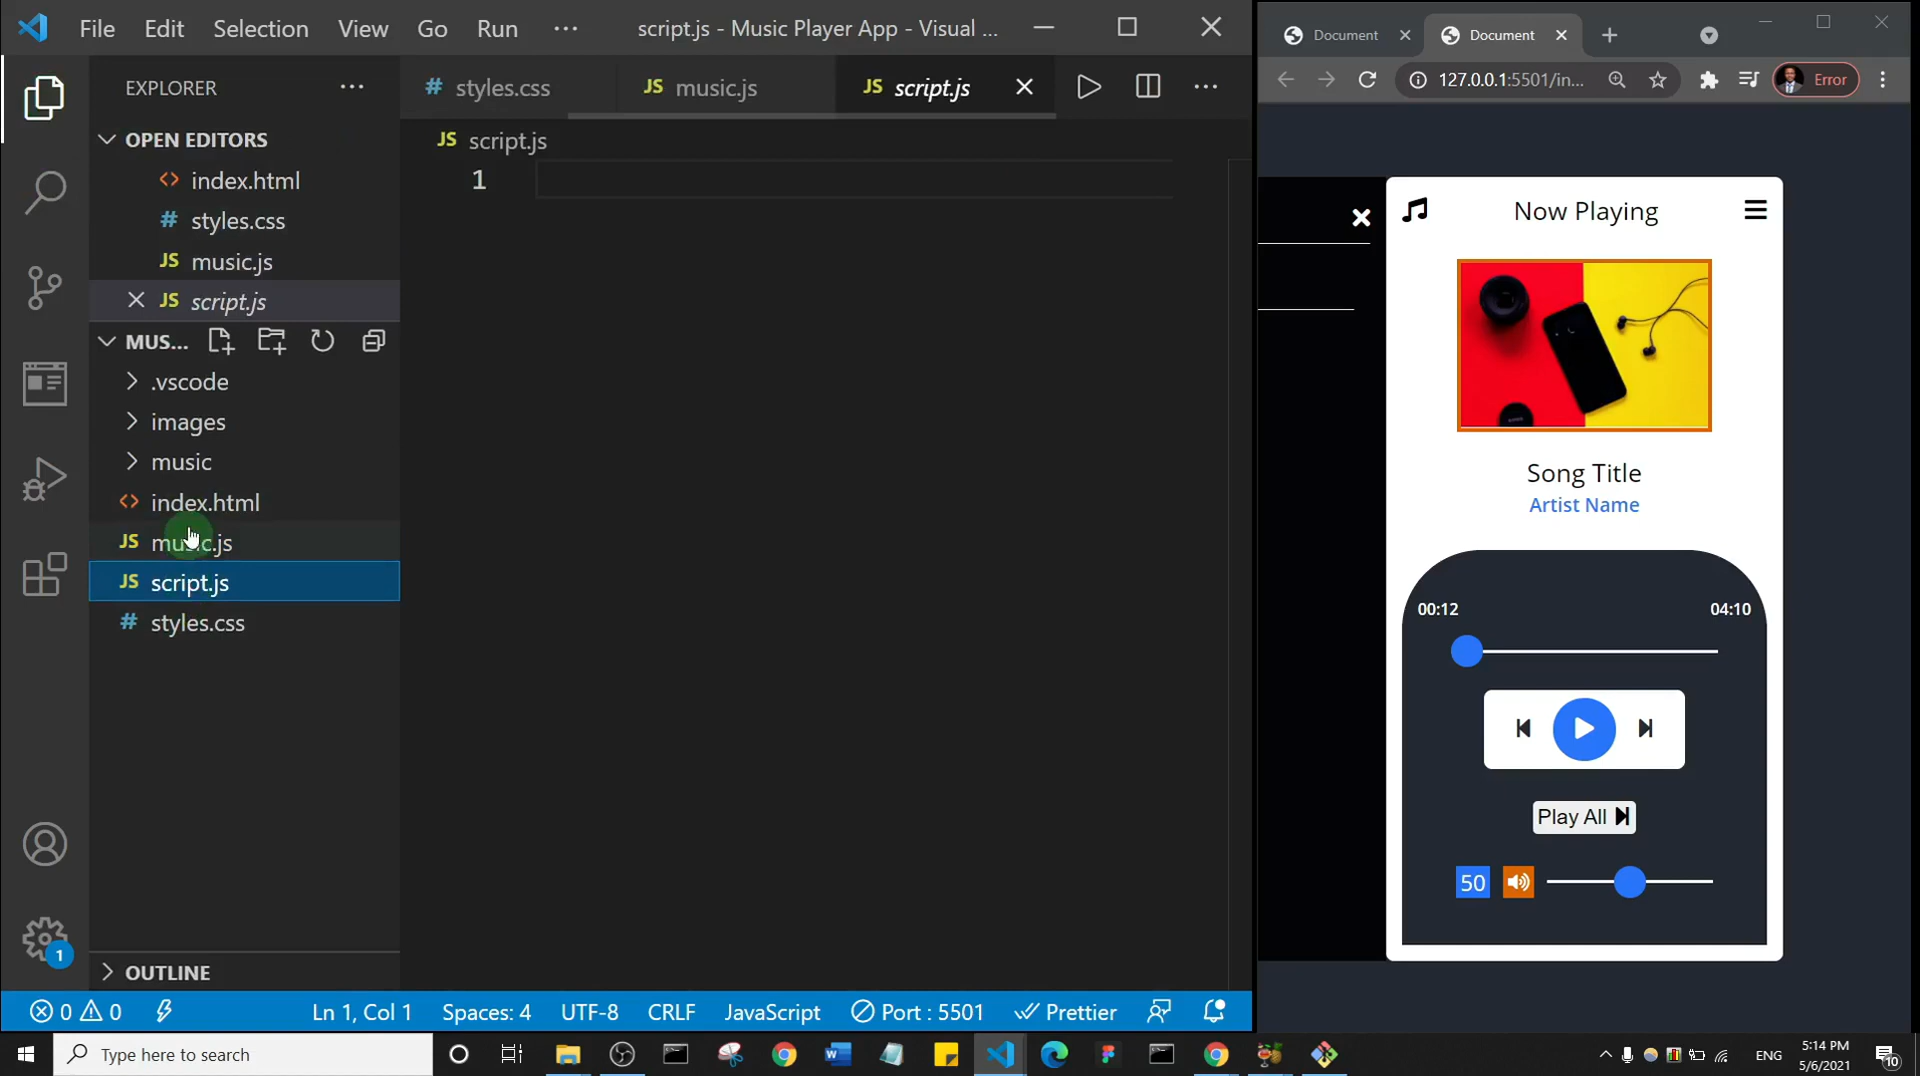 File Edit Selection View Go Run ··· script.js - Music Player App - Visual ...
EXPLORER ···
OPEN EDITORS
<> index.html
# styles.css
JS music.js
JS script.js
MUS...
.vscode
images
music
<> index.html
JS music.js
JS script.js
# styles.css
OUTLINE
# styles.css
JS music.js
JS script.js
JS script.js
1
0 0
Ln 1, Col 1
Spaces: 4
UTF-8
CRLF
JavaScript
Port : 5501
Prettier
1
Document
Document
127.0.0.1:5501/in...
Error
Now Playing
Song Title
Artist Name
00:12
04:10
Play All
50
Type here to search
ENG
5:14 PM
5/6/2021
10